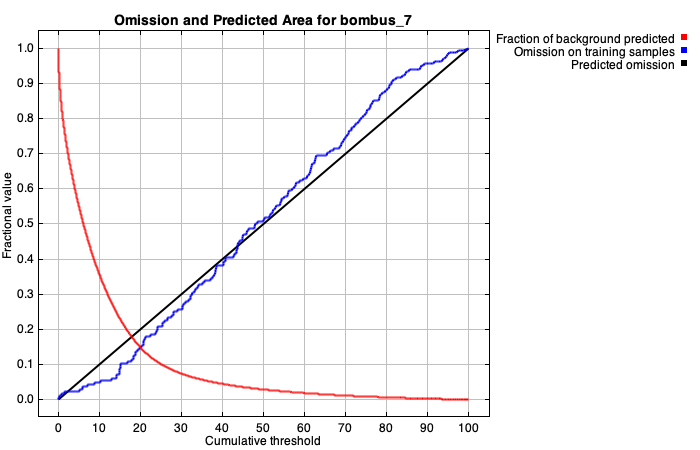 Omission and Predicted Area for bombus_7
Fraction of background predicted
Omission on training samples
Predicted omission
Fractional value
1.0
0.9
0.8
0.7
0.6
0.5
0.4
0.3
0.2
0.1
0.0
0 10 20 30 40 50 60 70 80 90 100
Cumulative threshold